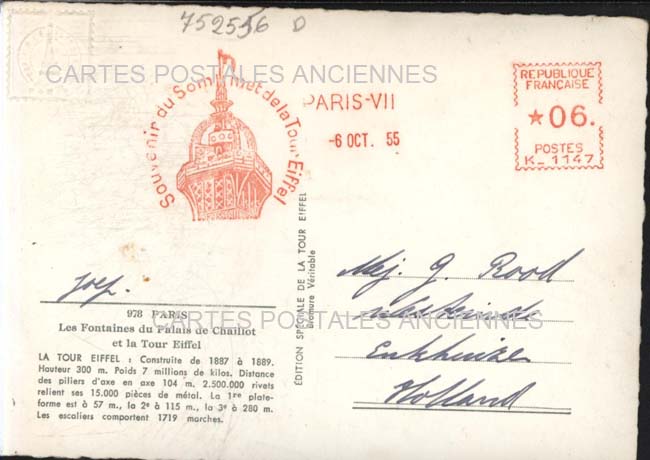 752556 D
CARTES POSTALES ANCIENNES
Souvenir du Sommet de la Tour Eiffel
PARIS-VII
-6 OCT. 55
REPUBLIQUE
FRANÇAISE
★06.
POSTES
K_1147
Mej. G. Rood
Enkhuizen
Holland
Jop.
978 PARIS
Les Fontaines du Palais de Chaillot
et la Tour Eiffel
CARTES POSTALES ANCIENNES
LA TOUR EIFFEL : Construite de 1887 à 1889.
Hauteur 300 m. Poids 7 millions de kilos. Distance
des piliers d'axe en axe 104 m. 2.500.000 rivets
relient ses 15.000 pièces de métal. La 1re plate-
forme est à 57 m., la 2e à 115 m., la 3e à 280 m.
Les escaliers comportent 1719 marches.
ÉDITION SPÉCIALE DE LA TOUR EIFFEL
Bromure Véritable